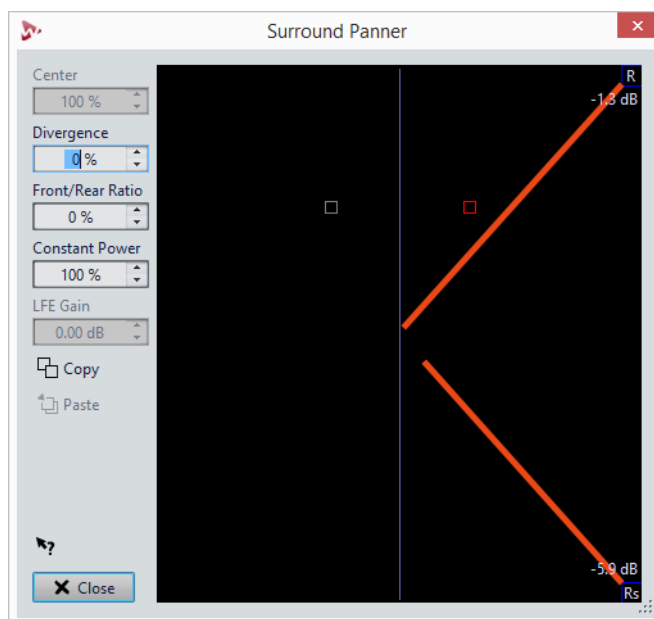 Surround Panner
Center
100 %
Divergence
0 %
Front/Rear Ratio
0 %
Constant Power
100 %
LFE Gain
0.00 dB
Copy
Paste
?
Close
R
-1.3 dB
-5.9 dB
Rs